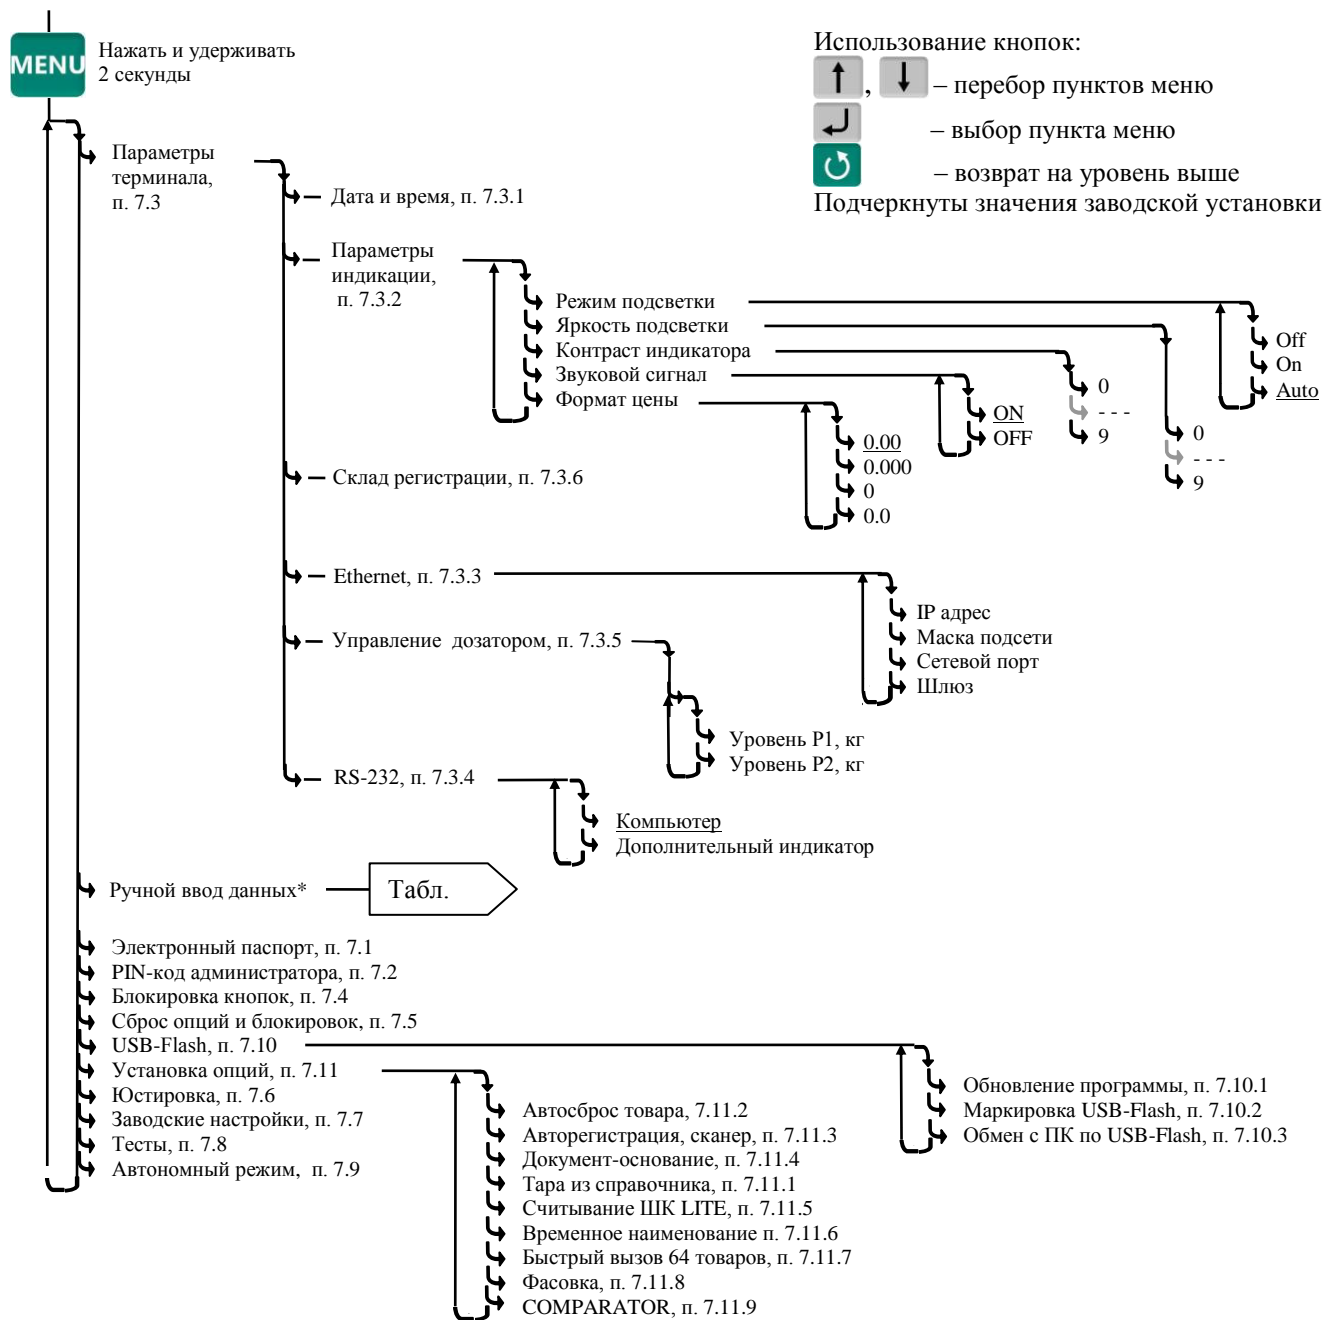 MENU
Нажать и удерживать
2 секунды
Использование кнопок:
, – перебор пунктов меню
– выбор пункта меню
– возврат на уровень выше
Подчеркнуты значения заводской установки
Параметры
терминала,
п. 7.3
Дата и время, п. 7.3.1
Параметры
индикации,
п. 7.3.2
Режим подсветки
Яркость подсветки
Контраст индикатора
Звуковой сигнал
Формат цены
Off
On
Auto
0
- - -
9
0
- - -
9
ON
OFF
0.00
0.000
0
0.0
Склад регистрации, п. 7.3.6
Ethernet, п. 7.3.3
IP адрес
Маска подсети
Сетевой порт
Шлюз
Управление дозатором, п. 7.3.5
Уровень P1, кг
Уровень P2, кг
RS-232, п. 7.3.4
Компьютер
Дополнительный индикатор
Ручной ввод данных*
Табл.
Электронный паспорт, п. 7.1
PIN-код администратора, п. 7.2
Блокировка кнопок, п. 7.4
Сброс опций и блокировок, п. 7.5
USB-Flash, п. 7.10
Установка опций, п. 7.11
Юстировка, п. 7.6
Заводские настройки, п. 7.7
Тесты, п. 7.8
Автономный режим, п. 7.9
Обновление программы, п. 7.10.1
Маркировка USB-Flash, п. 7.10.2
Обмен с ПК по USB-Flash, п. 7.10.3
Автосброс товара, 7.11.2
Авторегистрация, сканер, п. 7.11.3
Документ-основание, п. 7.11.4
Тара из справочника, п. 7.11.1
Считывание ШК LITE, п. 7.11.5
Временное наименование п. 7.11.6
Быстрый вызов 64 товаров, п. 7.11.7
Фасовка, п. 7.11.8
COMPARATOR, п. 7.11.9